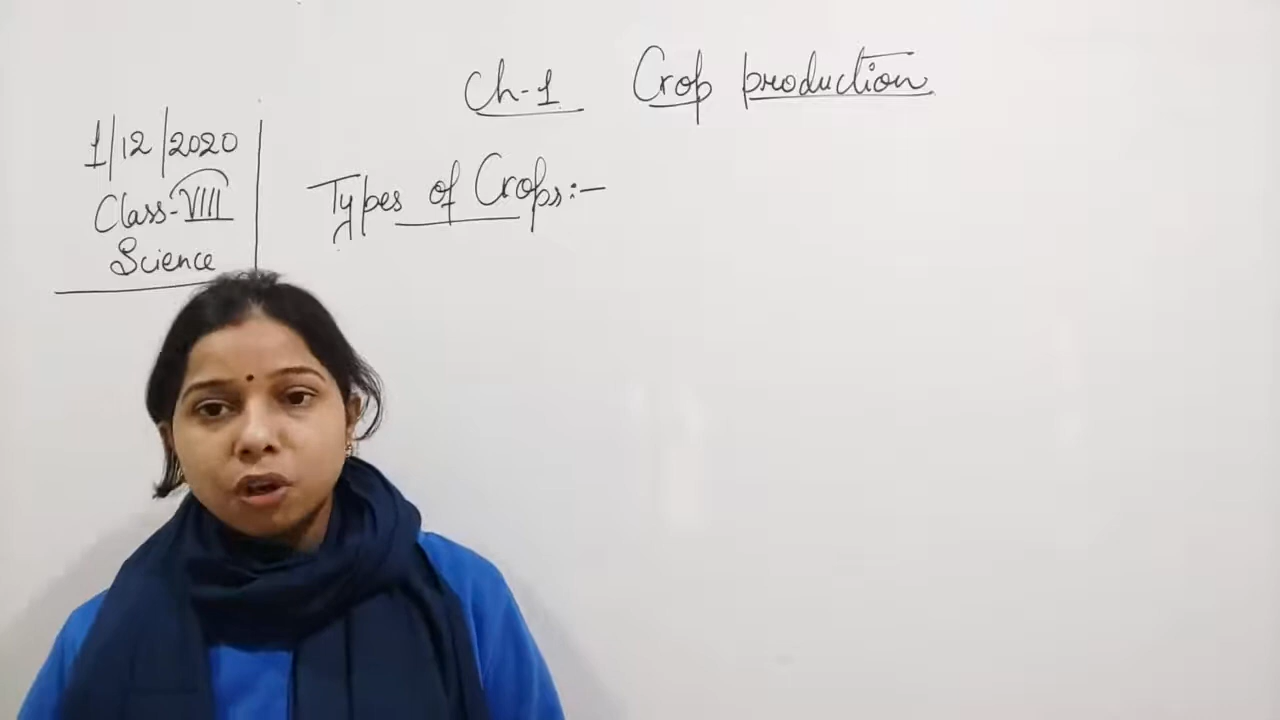 Ch-1 Crop production
1/12/2020
Class-VIII
Science
Types of Crops:-